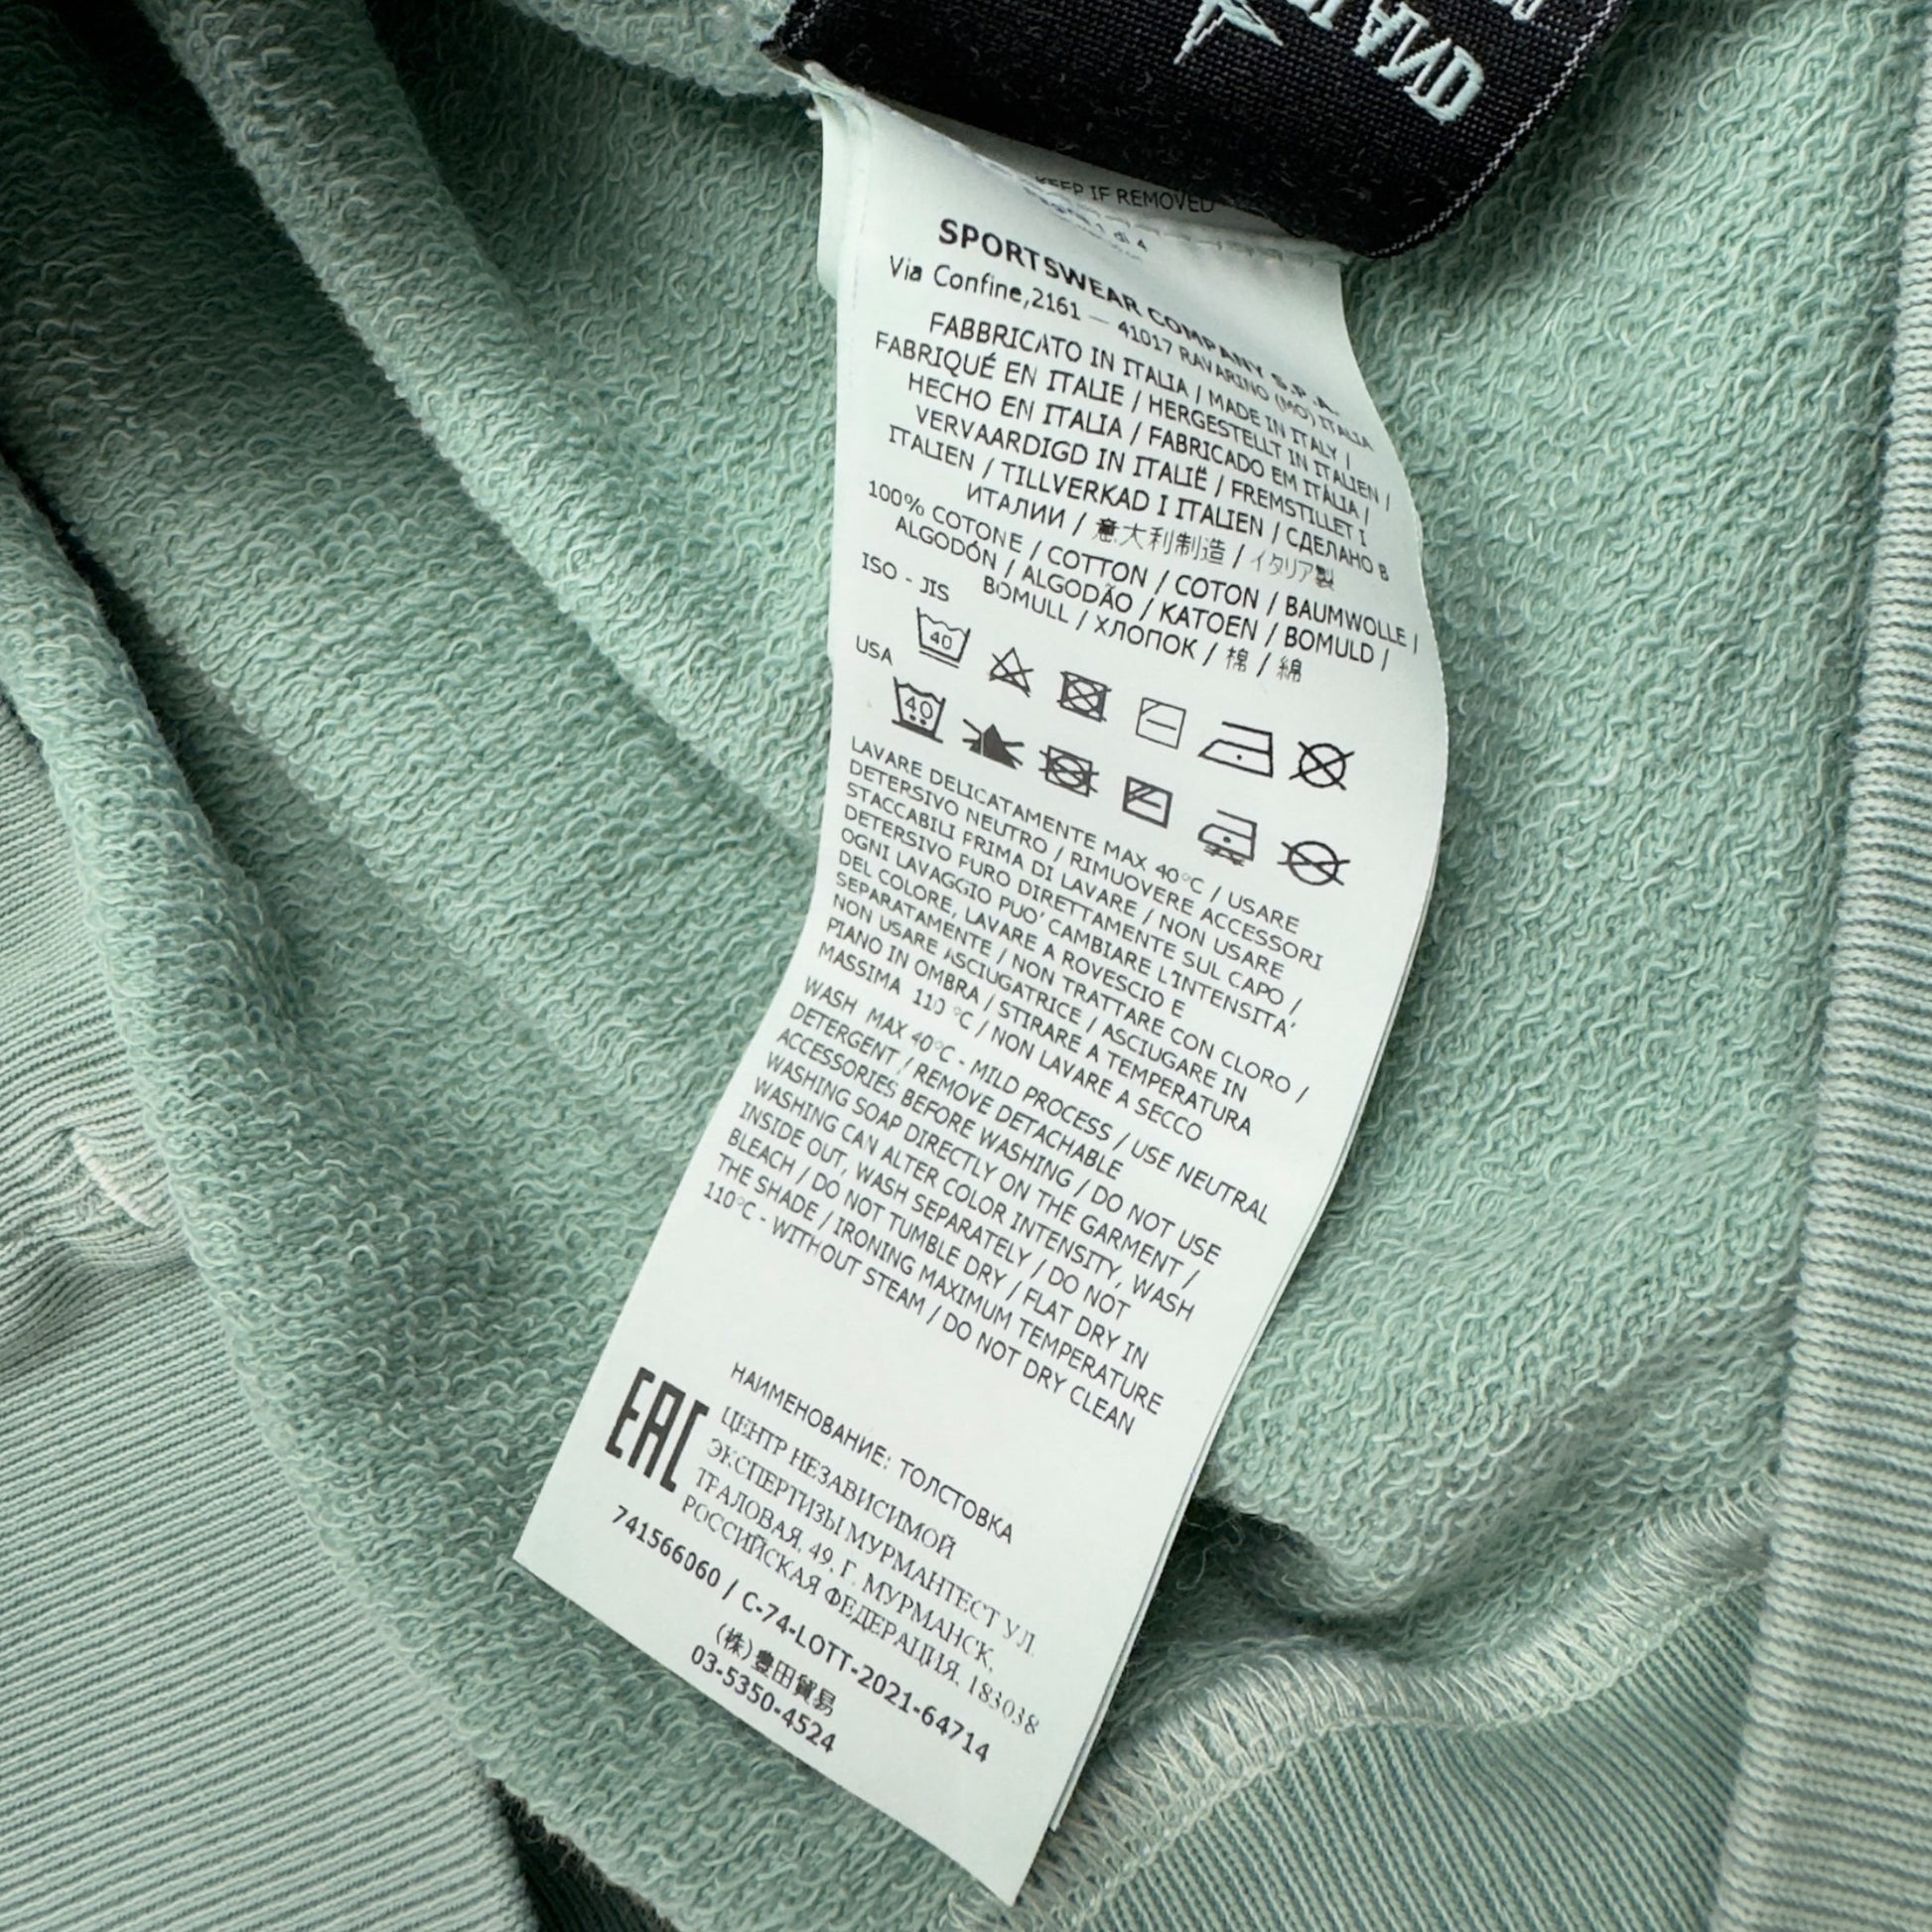 KEEP IF REMOVED
1 di 4
SPORTSWEAR COMPANY S.P.A.
Via Confine,2161 — 41017 RAVARINO (MO) ITALIA
FABBRICATO IN ITALIA / MADE IN ITALY /
FABRIQUÉ EN ITALIE / HERGESTELLT IN ITALIEN /
HECHO EN ITALIA / FABRICADO EM ITÁLIA /
VERVAARDIGD IN ITALIË / FREMSTILLET I
ITALIEN / TILLVERKAD I ITALIEN / СДЕЛАНО В
ИТАЛИИ / 意大利制造 / イタリア製
100% COTONE / COTTON / COTON / BAUMWOLLE /
ALGODÓN / ALGODÃO / KATOEN / BOMULD /
BOMULL / ХЛОПОК / 棉 / 綿
ISO - JIS
40
USA
40
LAVARE DELICATAMENTE MAX 40°C / USARE
DETERSIVO NEUTRO / RIMUOVERE ACCESSORI
STACCABILI PRIMA DI LAVARE / NON USARE
DETERSIVO PURO DIRETTAMENTE SUL CAPO /
OGNI LAVAGGIO PUO' CAMBIARE L'INTENSITA'
DEL COLORE, LAVARE A ROVESCIO E
SEPARATAMENTE / NON TRATTARE CON CLORO /
NON USARE ASCIUGATRICE / ASCIUGARE IN
PIANO IN OMBRA / STIRARE A TEMPERATURA
MASSIMA 110 °C / NON LAVARE A SECCO
WASH MAX 40°C - MILD PROCESS / USE NEUTRAL
DETERGENT / REMOVE DETACHABLE
ACCESSORIES BEFORE WASHING / DO NOT USE
WASHING SOAP DIRECTLY ON THE GARMENT /
WASHING CAN ALTER COLOR INTENSITY, WASH
INSIDE OUT, WASH SEPARATELY / DO NOT
BLEACH / DO NOT TUMBLE DRY / FLAT DRY IN
THE SHADE / IRONING MAXIMUM TEMPERATURE
110°C - WITHOUT STEAM / DO NOT DRY CLEAN
НАИМЕНОВАНИЕ: ТОЛСТОВКА
EAC
ЦЕНТР НЕЗАВИСИМОЙ
ЭКСПЕРТИЗЫ МУРМАНТЕСТ УЛ.
ТРАЛОВАЯ, 49, Г. МУРМАНСК,
РОССИЙСКАЯ ФЕДЕРАЦИЯ, 183038
741566060 / C-74-LOTT-2021-64714
(株)豊田貿易
03-5350-4524